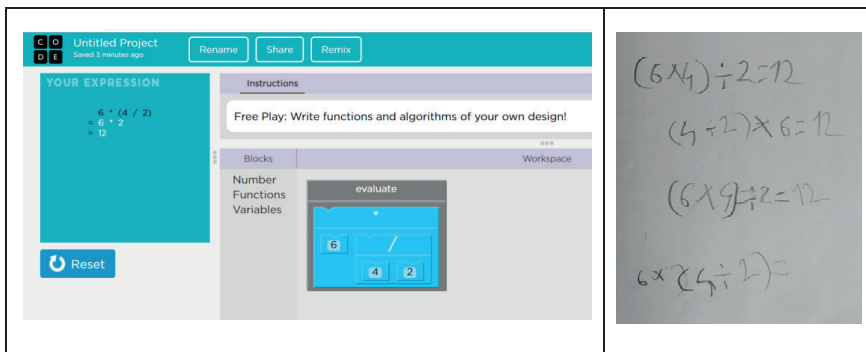 CODE
Untitled Project
Saved 3 minutes ago
Rename
Share
Remix
YOUR EXPRESSION
6 * (4 / 2)
= 6 * 2
= 12
Reset
Instructions
Free Play: Write functions and algorithms of your own design!
Blocks
Workspace
Number
Functions
Variables
evaluate
*
6 /
4 2
(6×4)÷2=12
(4÷2)×6=12
(6×4)÷2=12
6×(4÷2)=